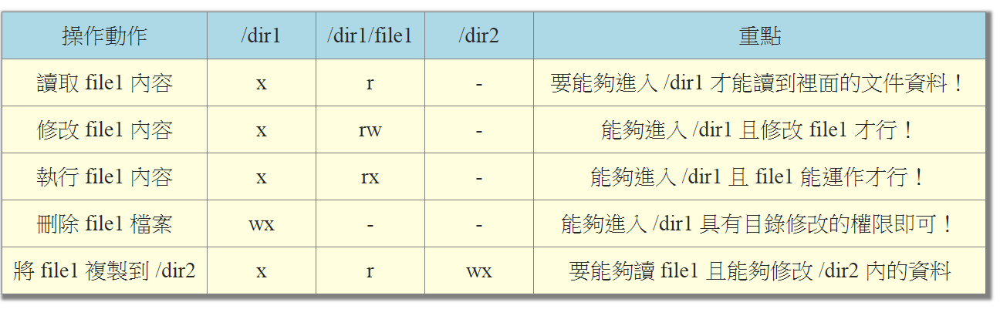 操作動作 /dir1 /dir1/file1 /dir2 重點
讀取 file1 內容 x r - 要能夠進入 /dir1 才能讀到裡面的文件資料！
修改 file1 內容 x rw - 能夠進入 /dir1 且修改 file1 才行！
執行 file1 內容 x rx - 能夠進入 /dir1 且 file1 能運作才行！
刪除 file1 檔案 wx - - 能夠進入 /dir1 具有目錄修改的權限即可！
將 file1 複製到 /dir2 x r wx 要能夠讀 file1 且能夠修改 /dir2 內的資料